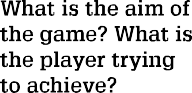 What is the aim of
the game? What is
the player trying
to achieve?